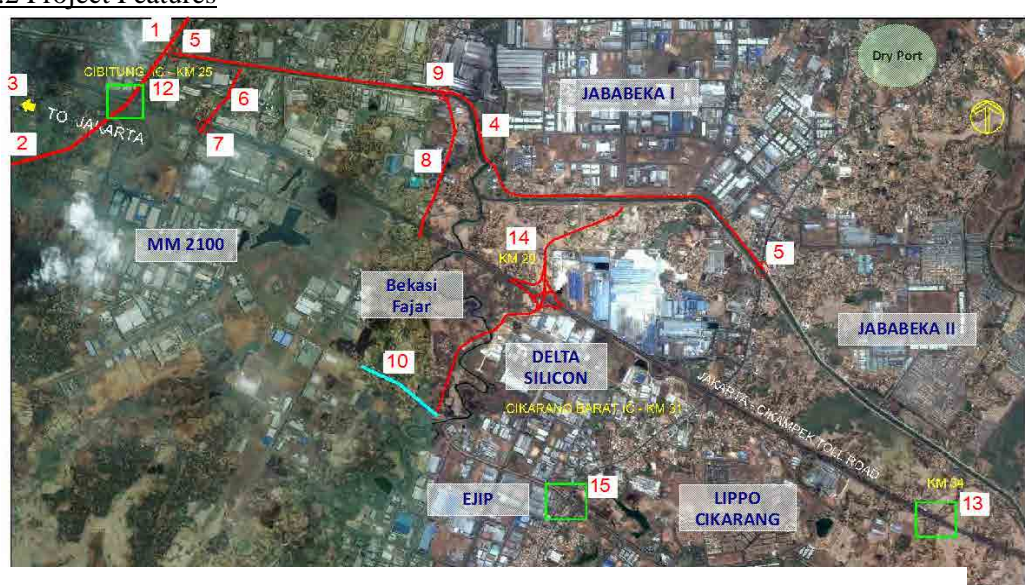 .2 Project Features
1
5
CIBITUNG IC - KM 25
3
12
6
TO JAKARTA
2
7
9
4
8
JABABEKA I
Dry Port
MM 2100
14
KM 29
5
Bekasi
Fajar
JABABEKA II
10
DELTA
SILICON
CIKARANG BARAT IC - KM 31
JAKARTA - CIKAMPEK TOLL ROAD
EJIP
15
LIPPO
CIKARANG
KM 34
13